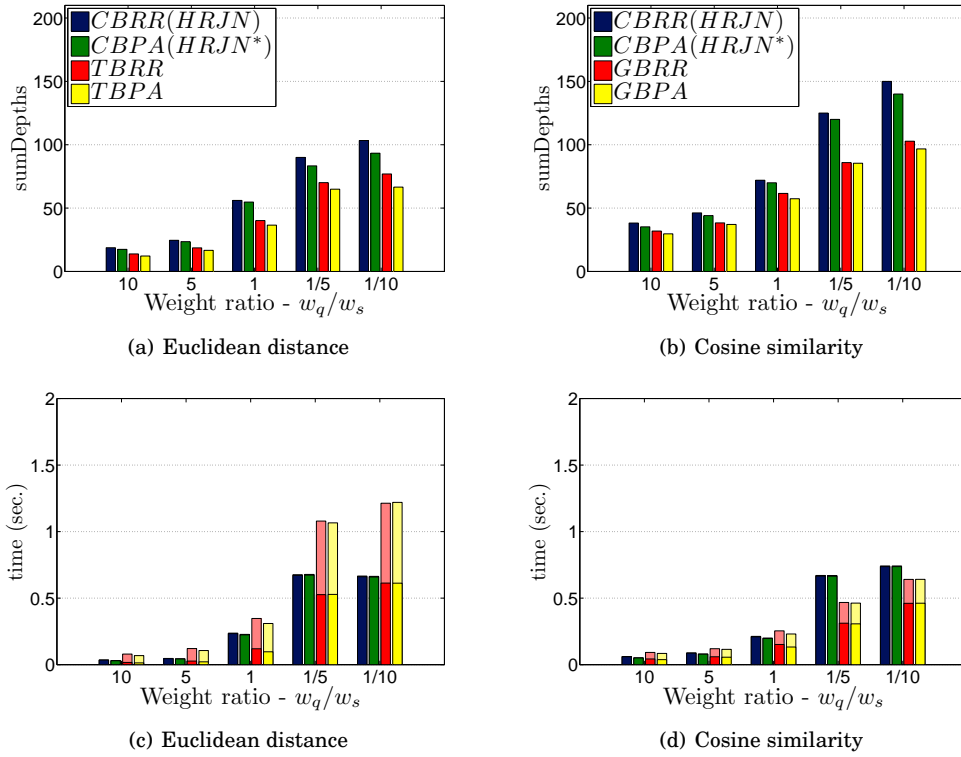 200
150
100
50
0
sumDepths
CBRR(HRJN)
CBPA(HRJN*)
TBRR
TBPA
10 5 1 1/5 1/10
Weight ratio - w_q/w_s
(a) Euclidean distance
200
150
100
50
0
sumDepths
CBRR(HRJN)
CBPA(HRJN*)
GBRR
GBPA
10 5 1 1/5 1/10
Weight ratio - w_q/w_s
(b) Cosine similarity
2
1.5
1
0.5
0
time (sec.)
10 5 1 1/5 1/10
Weight ratio - w_q/w_s
(c) Euclidean distance
2
1.5
1
0.5
0
time (sec.)
10 5 1 1/5 1/10
Weight ratio - w_q/w_s
(d) Cosine similarity